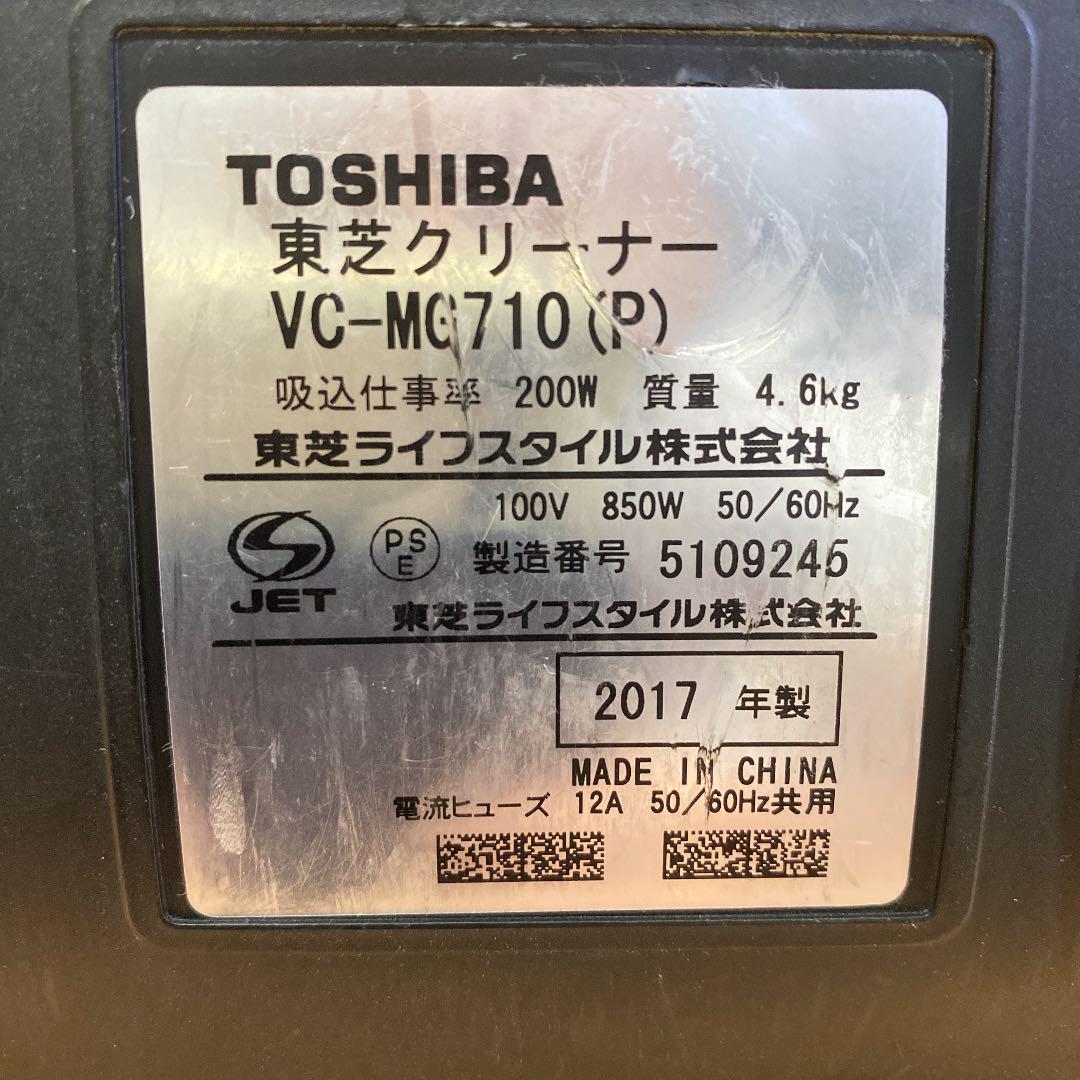 TOSHIBA
東芝クリーナー
VC-MG710(P)
吸込仕事率 200W 質量 4.6kg
東芝ライフスタイル株式会社
100V 850W 50/60Hz
JET PSE 製造番号 5109246
東芝ライフスタイル株式会社
2017 年製
MADE IN CHINA
電流ヒューズ 12A 50/60Hz共用